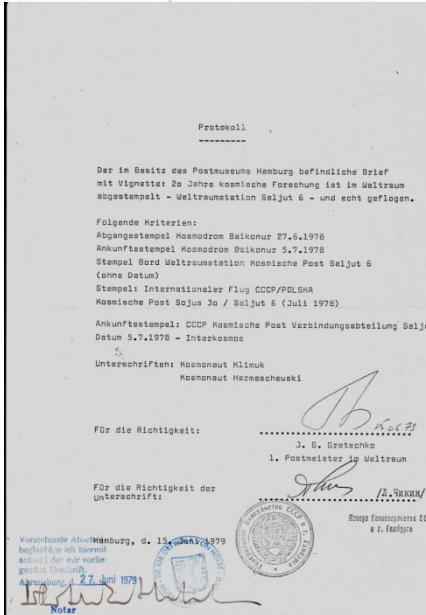 Protokoll
Der im Besitz des Postmuseums Hamburg befindliche Brief
mit Vignette: 2o Jahre kosmische Forschung ist im Weltraum
abgestempelt - Weltraumstation Saljut 6 - und echt geflogen.
Folgende Kriterien:
Abgangsstempel Kosmodrom Baikonur 27.6.1978
Ankunftsstempel Kosmodrom Baikonur 5.7.1978
Stempel Bord Weltraumstation Kosmische Post Saljut 6
(ohne Datum)
Stempel: Internationaler Flug CCCP/POLSKA
Kosmische Post Sojus 3o / Saljut 6 (Juli 1978)
Ankunftsstempel: CCCP Kosmische Post Verbindungsabteilung Salj
Datum 5.7.1978 - Interkosmos
Unterschriften: Kosmonaut Klimuk
Kosmonaut Hermaschewski
Für die Richtigkeit:
J. G. Gretschko
1. Postmeister im Weltraum
Für die Richtigkeit der
Unterschrift:
/Л.Чикин/
в г. Гамбурге
Hamburg, d. 15. Juni 1979
Vorstehende
beglaubige ich hiermit
der mir vorlie-
genden Urschrift.
Ahrensburg, d. 27. Juni 1979
Notar